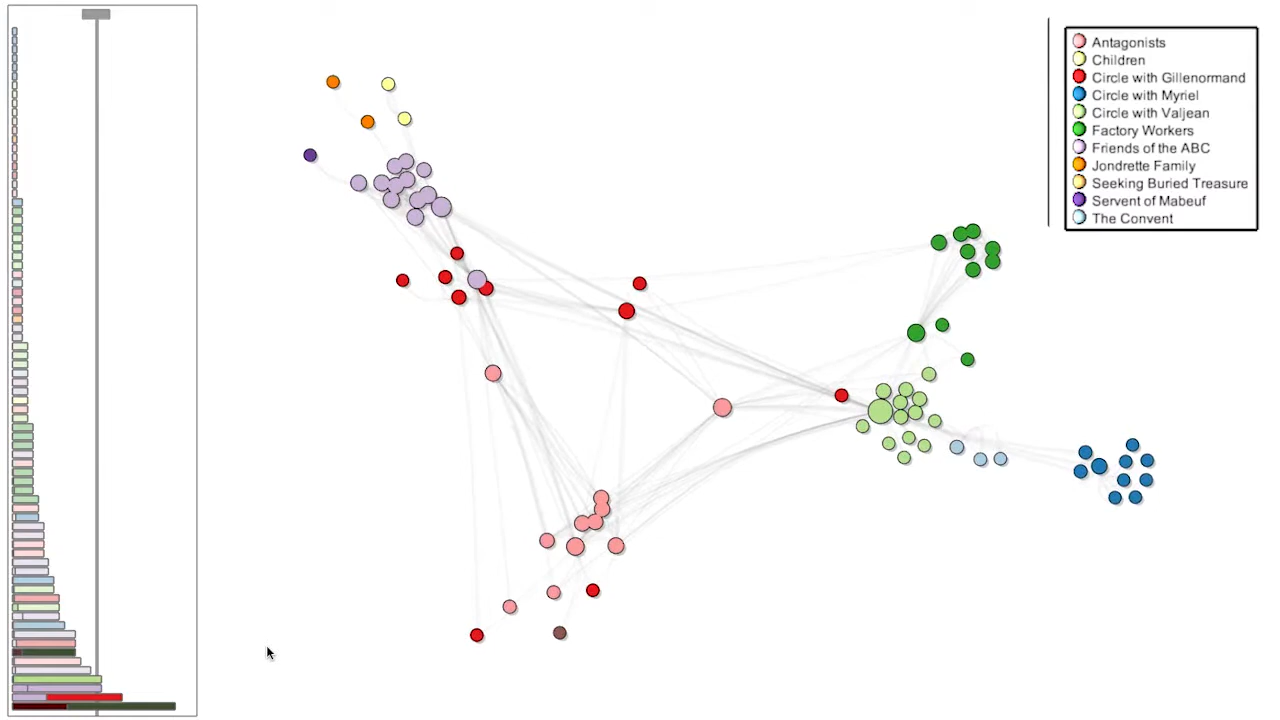 Antagonists
Children
Circle with Gillenormand
Circle with Myriel
Circle with Valjean
Factory Workers
Friends of the ABC
Jondrette Family
Seeking Buried Treasure
Servent of Mabeuf
The Convent